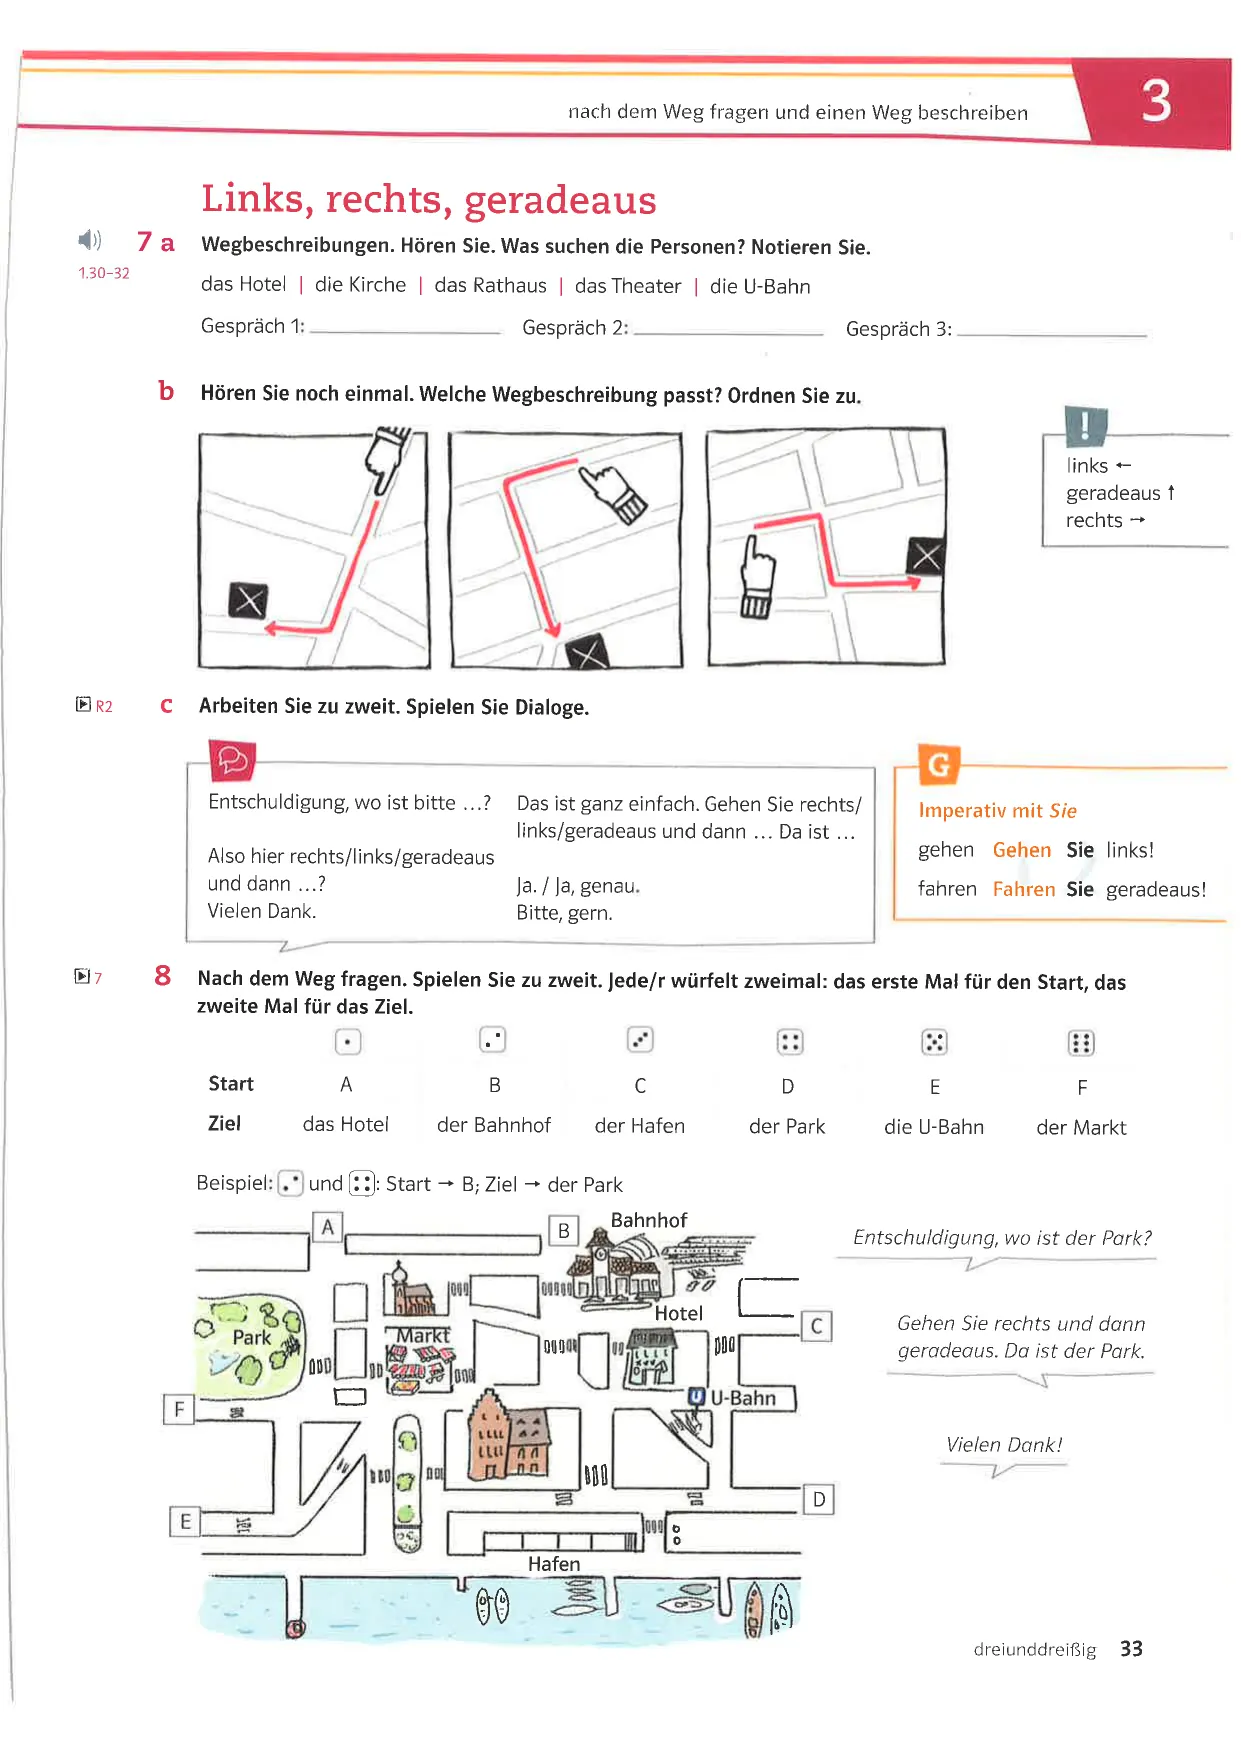 nach dem Weg fragen und einen Weg beschreiben
3
Links, rechts, geradeaus
1.30–32
7 a Wegbeschreibungen. Hören Sie. Was suchen die Personen? Notieren Sie.
das Hotel | die Kirche | das Rathaus | das Theater | die U-Bahn
Gespräch 1: ____ Gespräch 2: ____ Gespräch 3: ____
b Hören Sie noch einmal. Welche Wegbeschreibung passt? Ordnen Sie zu.
!
links ←
geradeaus ↑
rechts →
R2
c Arbeiten Sie zu zweit. Spielen Sie Dialoge.
Entschuldigung, wo ist bitte ...?
Das ist ganz einfach. Gehen Sie rechts/
links/geradeaus und dann ... Da ist ...
Also hier rechts/links/geradeaus
und dann ...?
Ja. / Ja, genau.
Vielen Dank.
Bitte, gern.
G
Imperativ mit Sie
gehen Gehen Sie links!
fahren Fahren Sie geradeaus!
7
8 Nach dem Weg fragen. Spielen Sie zu zweit. Jede/r würfelt zweimal: das erste Mal für den Start, das
zweite Mal für das Ziel.
Start A B C D E F
Ziel das Hotel der Bahnhof der Hafen der Park die U-Bahn der Markt
Beispiel: ⚁ und ⚃: Start → B; Ziel → der Park
A
B
Bahnhof
Hotel
C
Park
Markt
F
U U-Bahn
D
E
Hafen
Entschuldigung, wo ist der Park?
Gehen Sie rechts und dann
geradeaus. Da ist der Park.
Vielen Dank!
dreiunddreißig 33